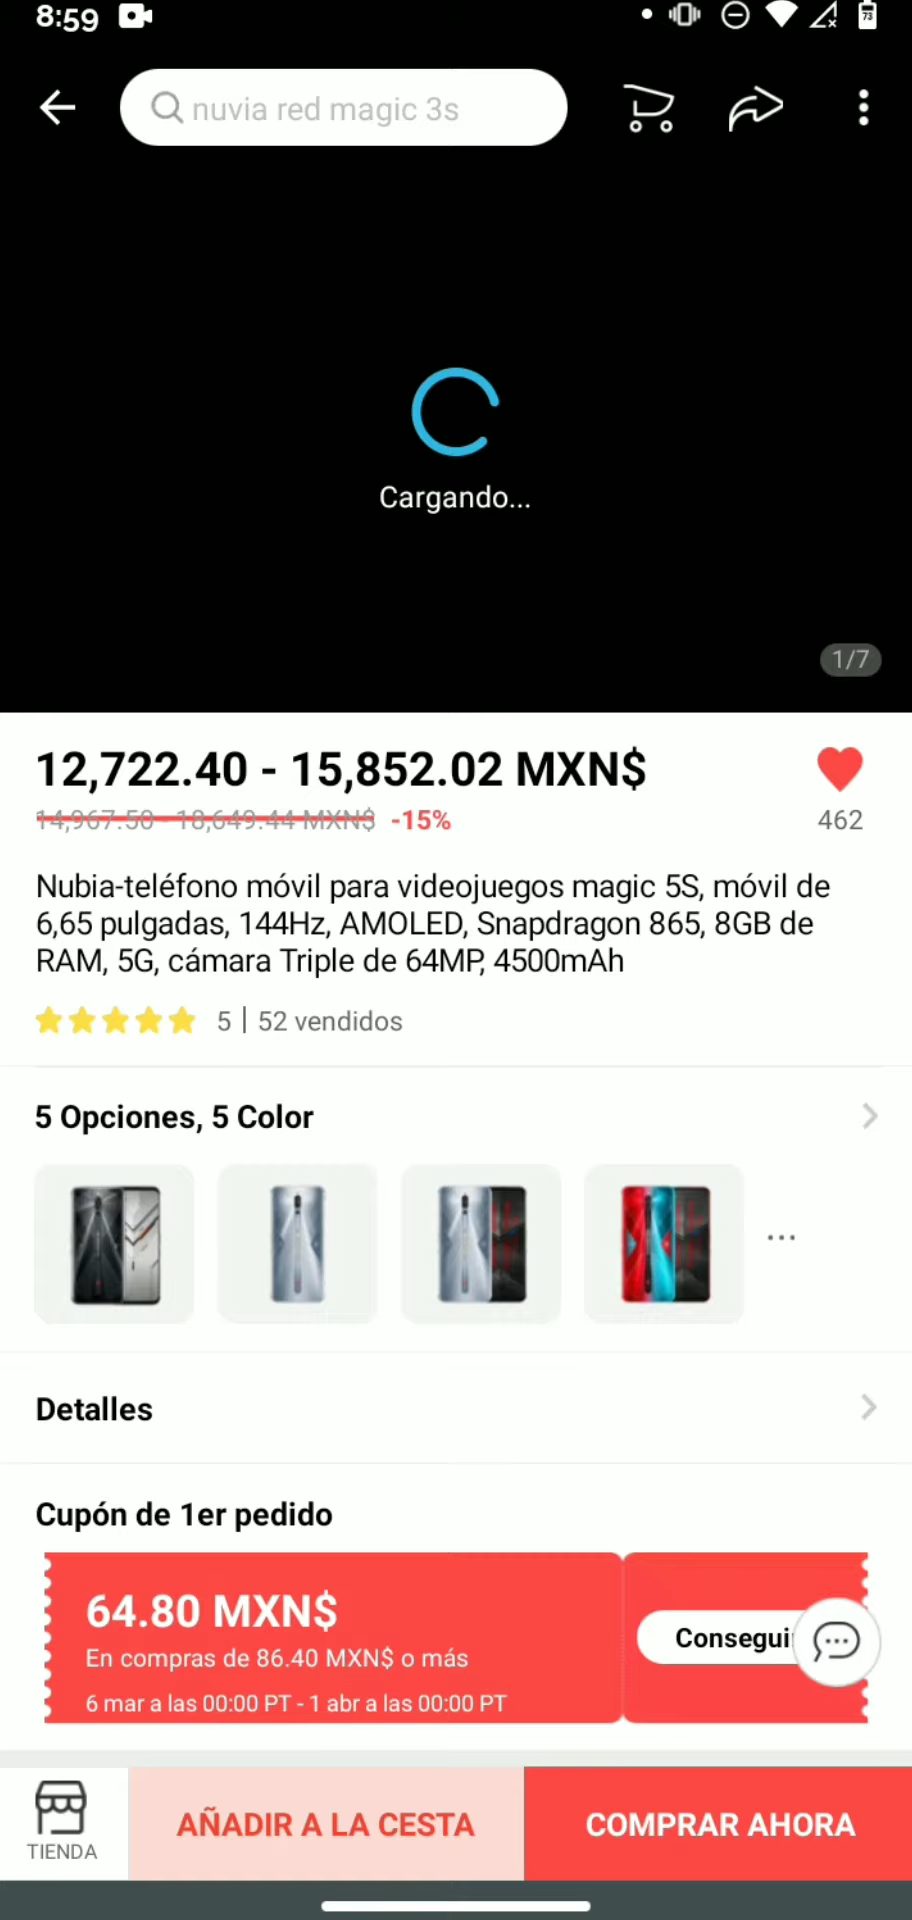 8:59
73
nuvia red magic 3s
Cargando...
1/7
12,722.40 - 15,852.02 MXN$
14,967.50 - 18,649.44 MXN$ -15%
462
Nubia-teléfono móvil para videojuegos magic 5S, móvil de
6,65 pulgadas, 144Hz, AMOLED, Snapdragon 865, 8GB de
RAM, 5G, cámara Triple de 64MP, 4500mAh
5 | 52 vendidos
5 Opciones, 5 Color
...
Detalles
Cupón de 1er pedido
64.80 MXN$
En compras de 86.40 MXN$ o más
6 mar a las 00:00 PT - 1 abr a las 00:00 PT
Consegui
TIENDA
AÑADIR A LA CESTA
COMPRAR AHORA